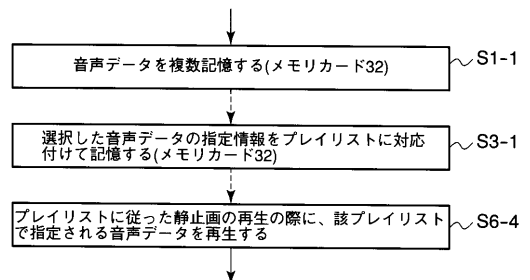 音声データを複数記憶する(メモリカード32)
S1-1
選択した音声データの指定情報をプレイリストに対応
付けて記憶する(メモリカード32)
S3-1
プレイリストに従った静止画の再生の際に、該プレイリスト
で指定される音声データを再生する
S6-4